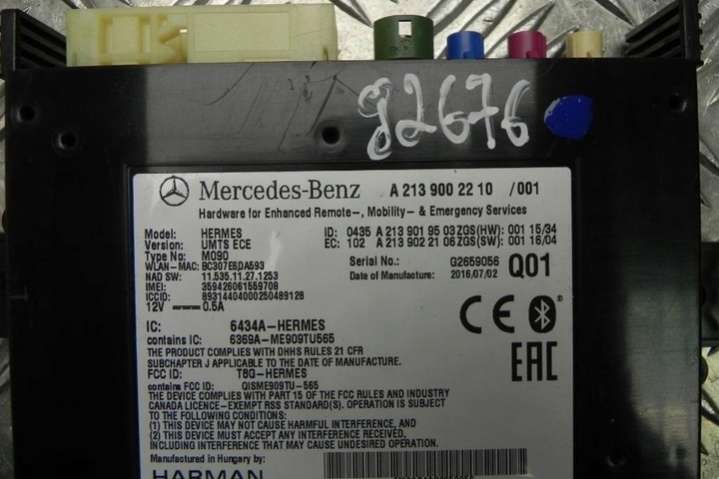 92676
Mercedes-Benz A 213 900 22 10 /001
Hardware for Enhanced Remote-, Mobility- & Emergency Services
Model: HERMES ID: 0435 A 213 901 95 03 ZGS(HW): 001 15/34
Version: UMTS ECE EC: 102 A 213 902 21 06 ZGS(SW): 001 16/04
Type No: M090
WLAN-MAC: BC307E6DA593 Serial No.: G2659056 Q01
NAD SW: 11.535.11.27.1253 Date of Manufacture: 2016/07/02
IMEI: 359426061559708
ICCID: 89314404000250489128
12V 0.5A
IC: 6434A-HERMES
contains IC: 6369A-ME909TU565
THE PRODUCT COMPLIES WITH DHHS RULES 21 CFR
SUBCHAPTER J APPLICABLE TO THE DATE OF MANUFACTURE.
FCC ID: T8G-HERMES
contains FCC ID: QISME909TU-565
THE DEVICE COMPLIES WITH PART 15 OF THE FCC RULES AND INDUSTRY
CANADA LICENCE-EXEMPT RSS STANDARD(S). OPERATION IS SUBJECT
TO THE FOLLOWING TWO CONDITIONS:
(1) THIS DEVICE MAY NOT CAUSE HARMFUL INTERFERENCE, AND
(2) THIS DEVICE MUST ACCEPT ANY INTERFERENCE RECEIVED,
INCLUDING INTERFERENCE THAT MAY CAUSE UNDESIRED OPERATION.
CE
EAC
Manufactured in Hungary by:
HARMAN